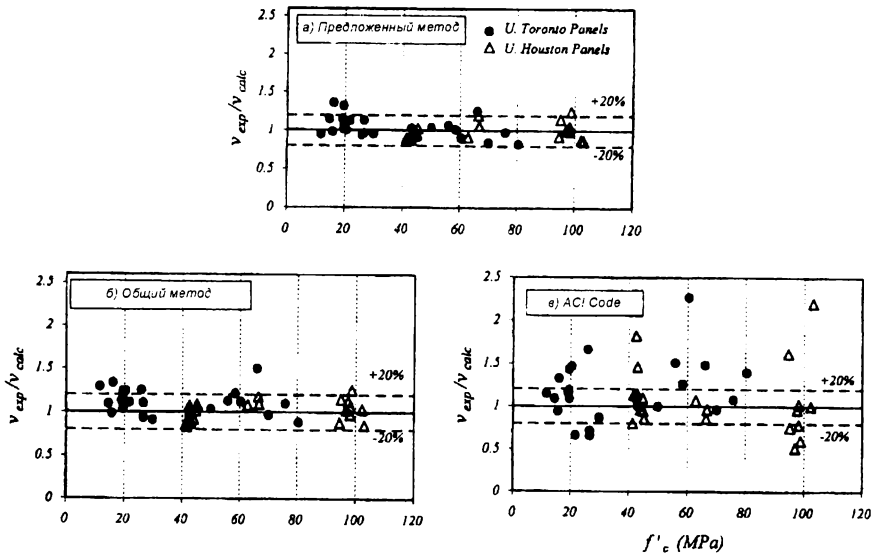 а) Предложенный метод
● U. Toronto Panels
△ U. Houston Panels
2.5
2
1.5
1
0.5
0
ν exp/ν calc
+20%
-20%
0 20 40 60 80 100 120
б) Общий метод
2.5
2
1.5
1
0.5
0
ν exp/ν calc
+20%
-20%
0 20 40 60 80 100 120
в) ACI Code
2.5
2
1.5
1
0.5
0
ν exp/ν calc
+20%
-20%
0 20 40 60 80 100 120
f'c (MPa)